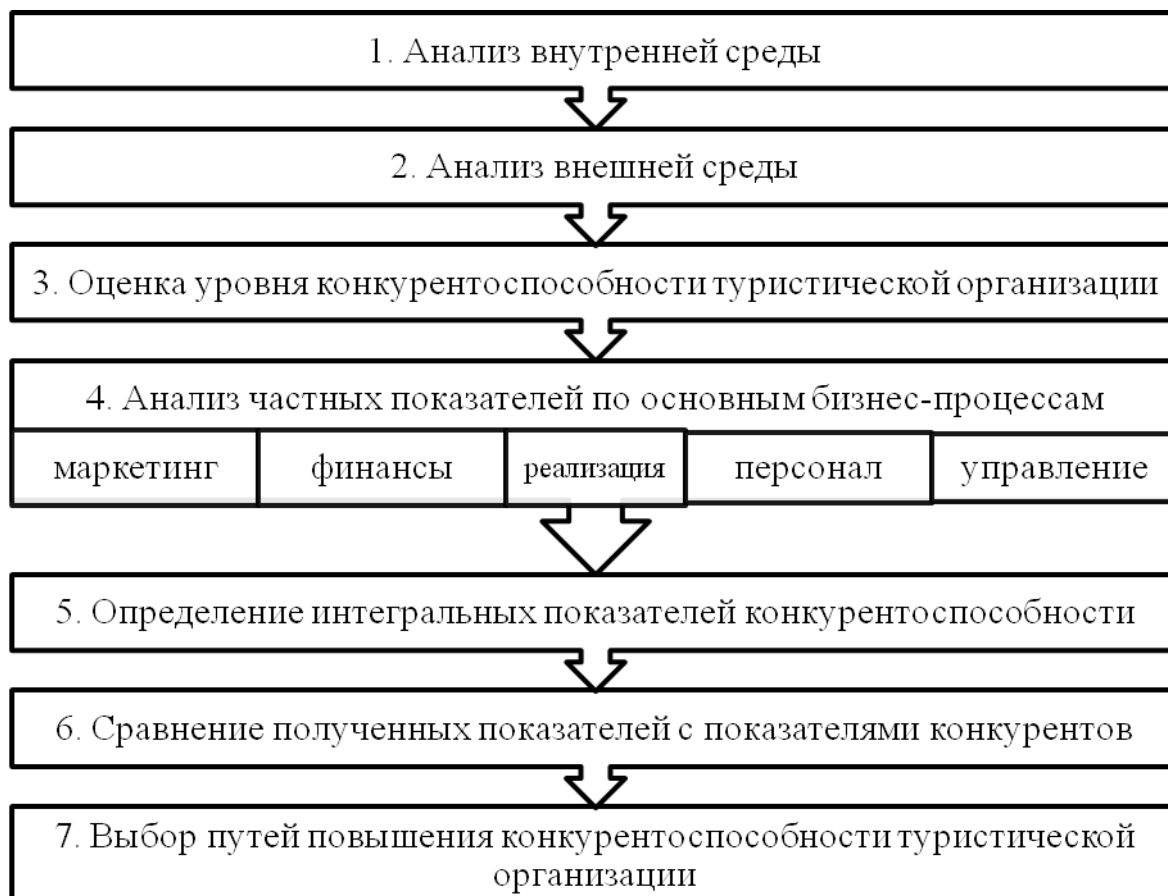 1. Анализ внутренней среды
2. Анализ внешней среды
3. Оценка уровня конкурентоспособности туристической организации
4. Анализ частных показателей по основным бизнес-процессам
маркетинг финансы реализация персонал управление
5. Определение интегральных показателей конкурентоспособности
6. Сравнение полученных показателей с показателями конкурентов
7. Выбор путей повышения конкурентоспособности туристической
организации